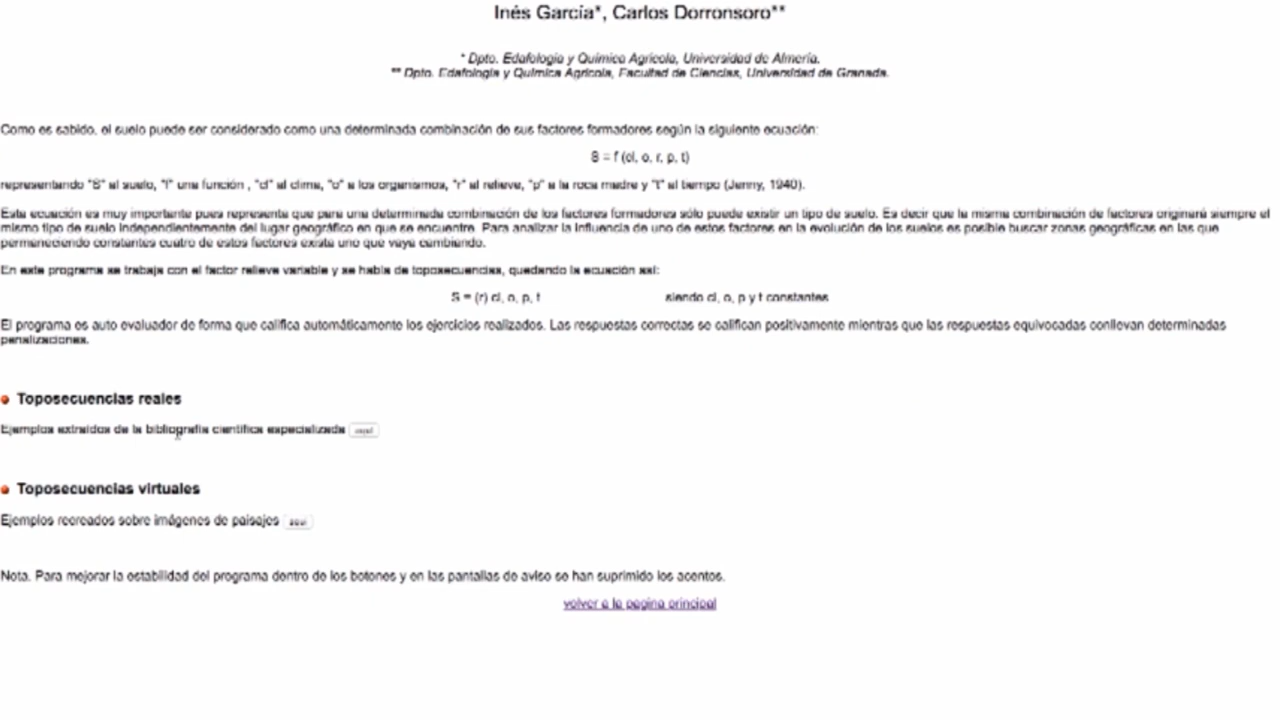 Inés García*, Carlos Dorronsoro**
* Dpto. Edafología y Química Agrícola, Universidad de Almería.
** Dpto. Edafología y Química Agrícola, Facultad de Ciencias, Universidad de Granada.
Como es sabido, el suelo puede ser considerado como una determinada combinación de sus factores formadores según la siguiente ecuación:
S = f (cl, o, r, p, t)
representando "S" al suelo, "f" una función , "cl" al clima, "o" a los organismos, "r" al relieve, "p" a la roca madre y "t" al tiempo (Jenny, 1940).
Esta ecuación es muy importante pues representa que para una determinada combinación de los factores formadores sólo puede existir un tipo de suelo. Es decir que la misma combinación de factores originará siempre el
mismo tipo de suelo independientemente del lugar geográfico en que se encuentre. Para analizar la influencia de uno de estos factores en la evolución de los suelos es posible buscar zonas geográficas en las que
permaneciendo constantes cuatro de estos factores exista uno que vaya cambiando.
En este programa se trabaja con el factor relieve variable y se habla de toposecuencias, quedando la ecuación así:
S = (r) cl, o, p, t siendo cl, o, p y t constantes
El programa es auto evaluador de forma que califica automáticamente los ejercicios realizados. Las respuestas correctas se califican positivamente mientras que las respuestas equivocadas conllevan determinadas
penalizaciones.
Toposecuencias reales
Ejemplos extraídos de la bibliografía científica especializada aquí
Toposecuencias virtuales
Ejemplos recreados sobre imágenes de paisajes aquí
Nota. Para mejorar la estabilidad del programa dentro de los botones y en las pantallas de aviso se han suprimido los acentos.
volver a la pagina principal